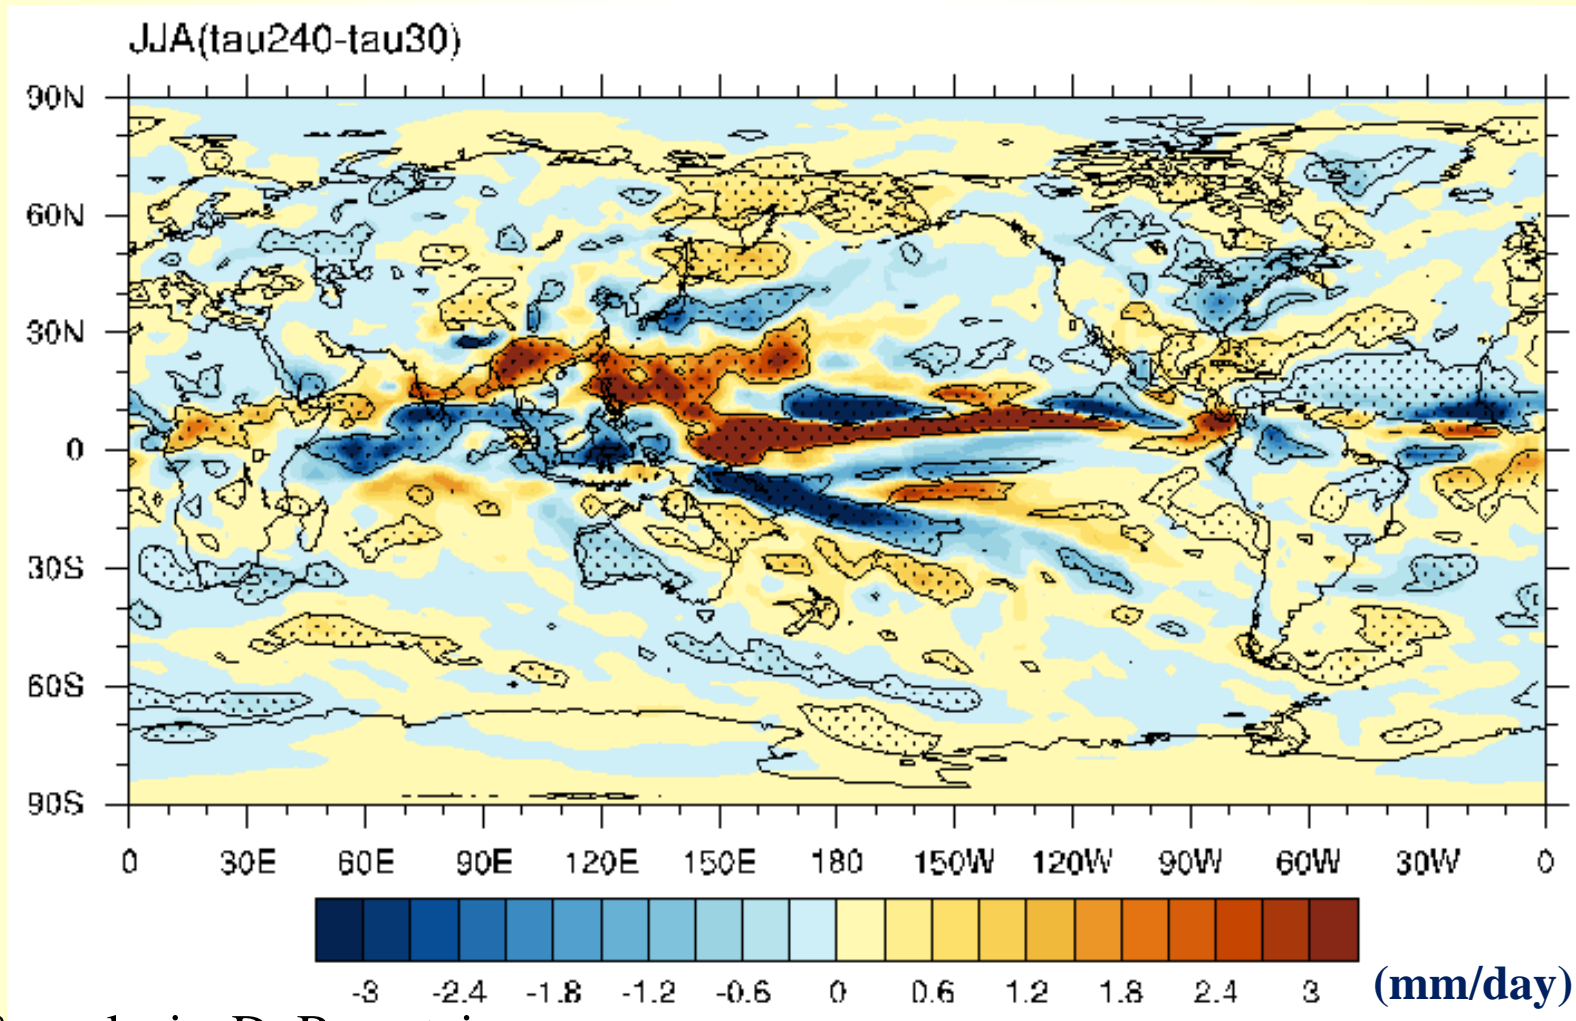 JJA(tau240-tau30)
90N
60N
30N
0
30S
60S
90S
0 30E 60E 90E 120E 150E 180 150W 120W 90W 60W 30W 0
-3 -2.4 -1.8 -1.2 -0.6 0 0.6 1.2 1.8 2.4 3 (mm/day)